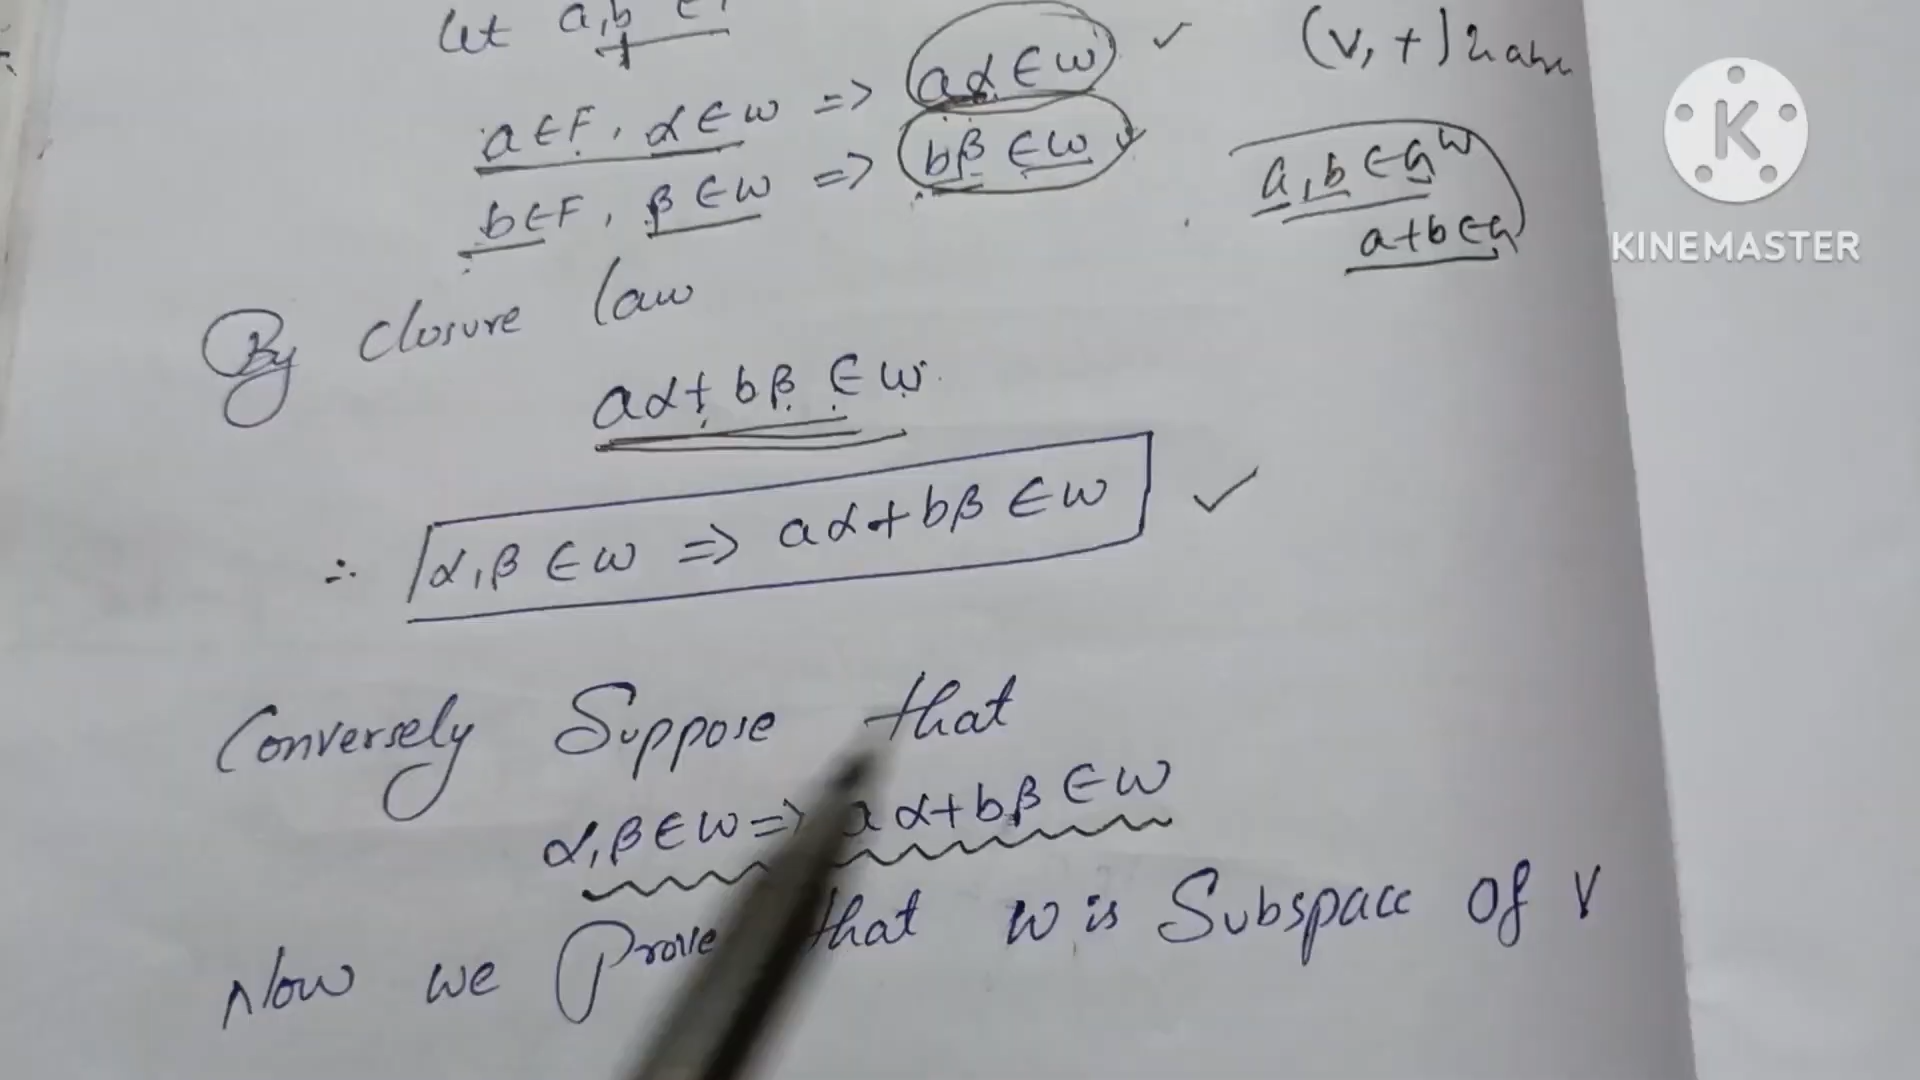 let a,b ∈
a ∈ F, α ∈ w => aα ∈ w ✓
(v, +) is abn
b ∈ F, β ∈ w => bβ ∈ w ✓
a, b ∈ G w
a+b ∈ G
By closure law
aα + bβ ∈ w
∴ α, β ∈ w => aα + bβ ∈ w ✓
Conversely Suppose that
α, β ∈ w => aα + bβ ∈ w
Now we Prove that w is Subspace of V
K
KINEMASTER